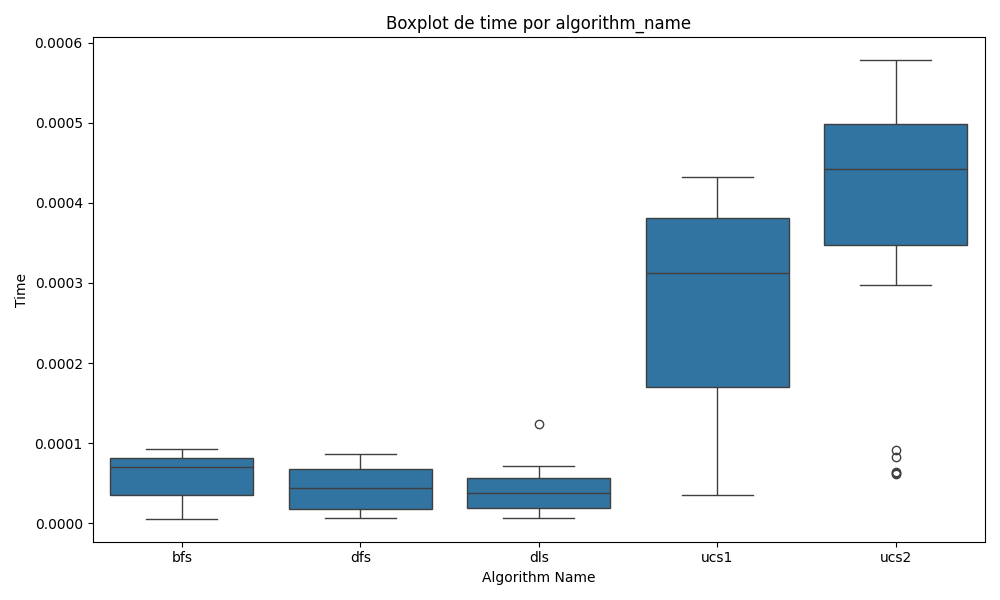 Boxplot de time por algorithm_name
0.0006
0.0005
0.0004
0.0003
0.0002
0.0001
0.0000
Time
bfs dfs dls ucs1 ucs2
Algorithm Name